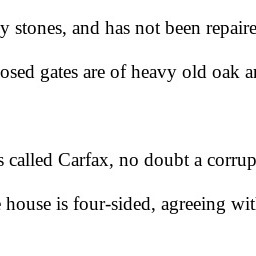 y stones, and has not been repaire
osed gates are of heavy old oak a
s called Carfax, no doubt a corrup
house is four-sided, agreeing wit